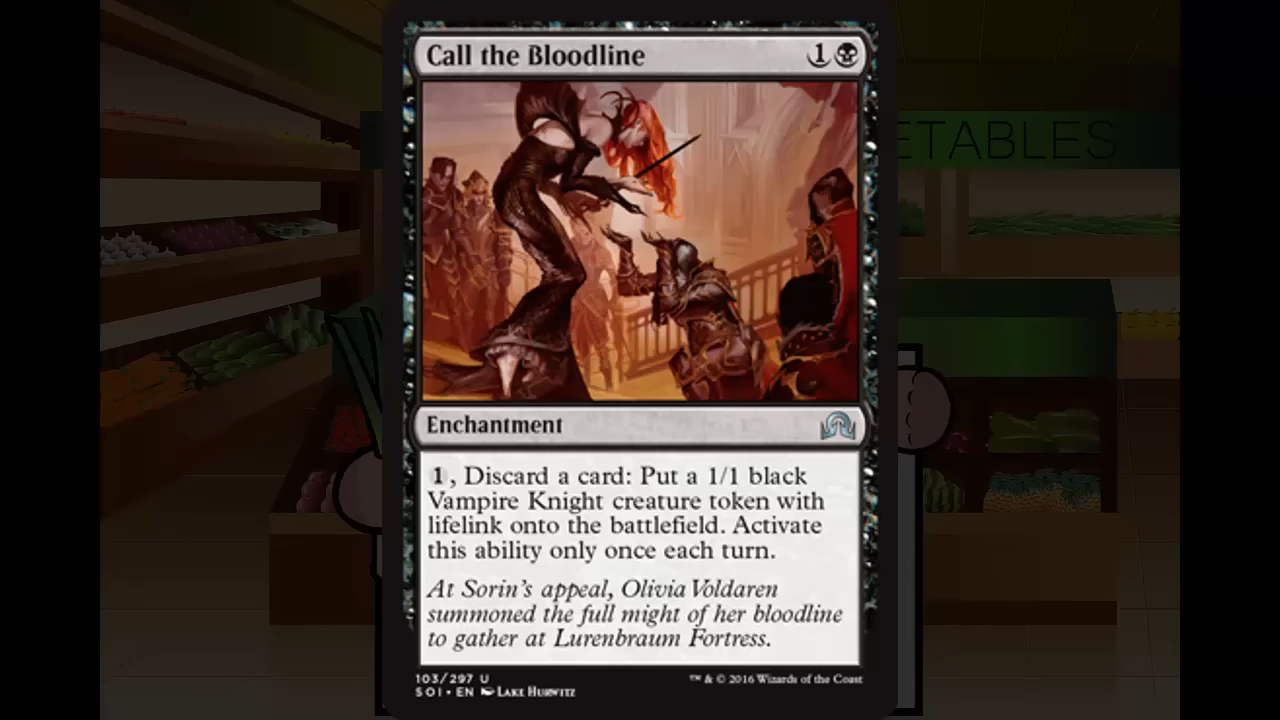 Call the Bloodline 1
ETABLES
Enchantment
1, Discard a card: Put a 1/1 black
Vampire Knight creature token with
lifelink onto the battlefield. Activate
this ability only once each turn.
At Sorin's appeal, Olivia Voldaren
summoned the full might of her bloodline
to gather at Lurenbraum Fortress.
103/297 U
SOI • EN Lake Hurwitz
™ & © 2016 Wizards of the Coast